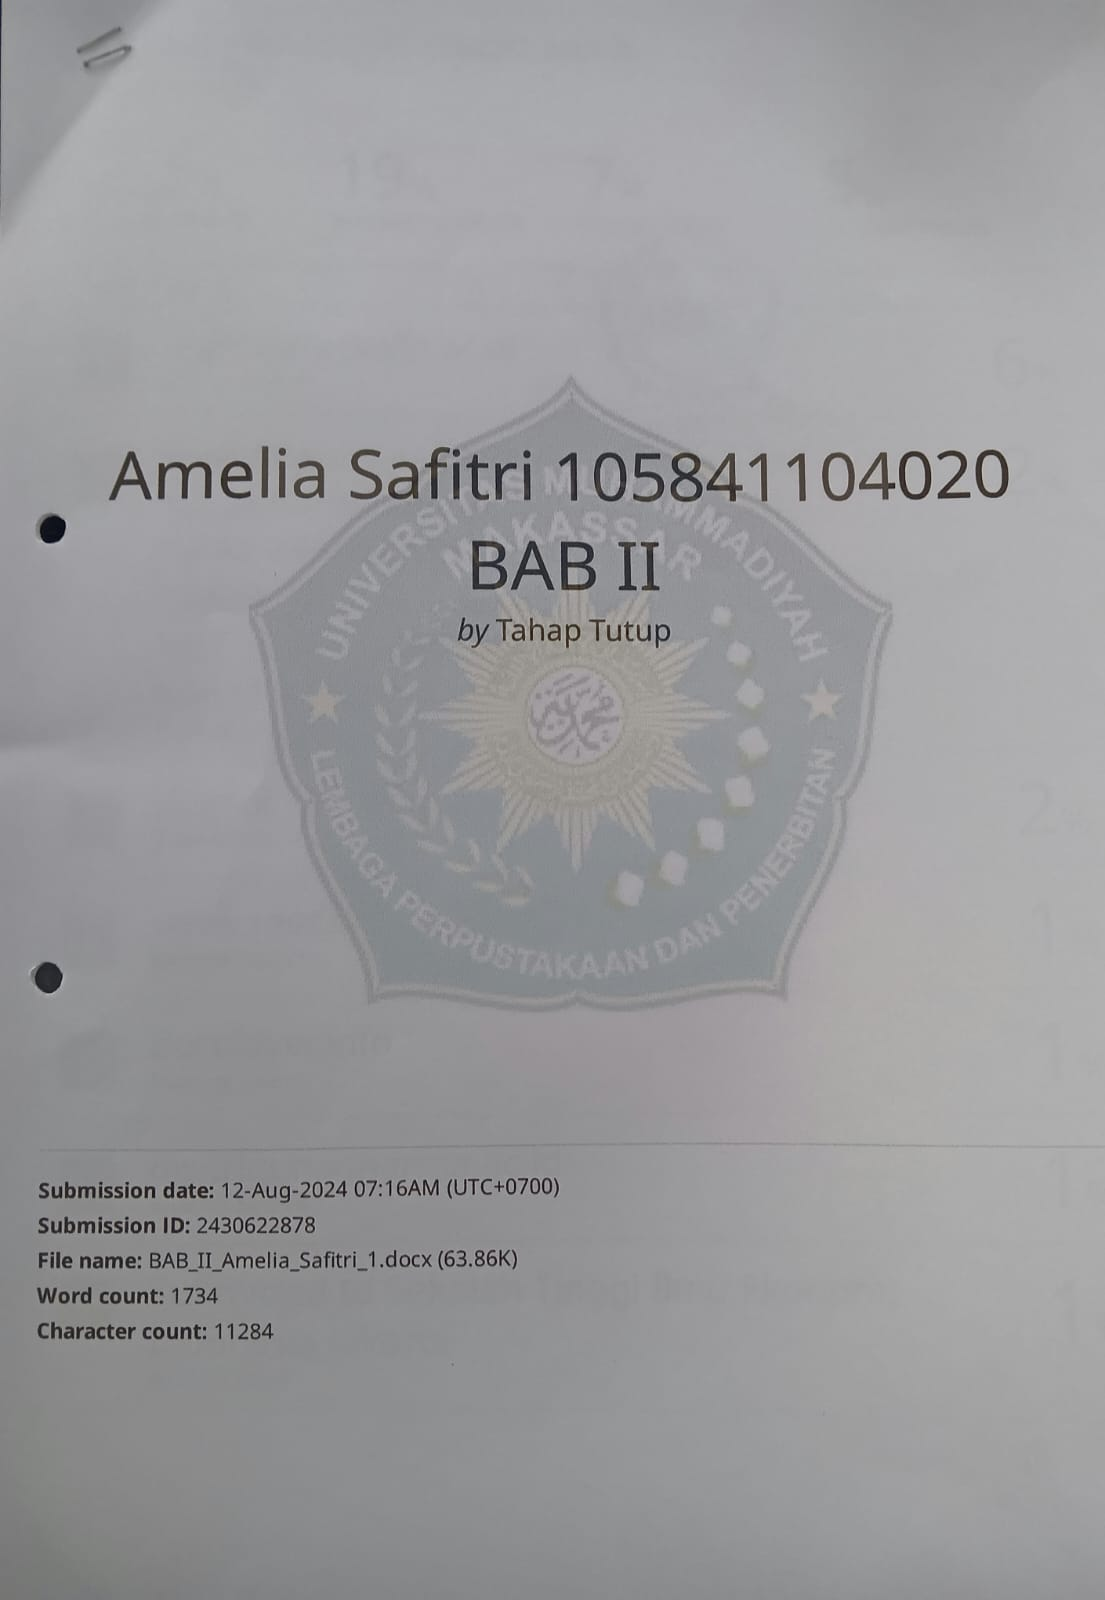 Amelia Safitri 105841104020
BAB II
by Tahap Tutup
UNIVERSITAS MUHAMMADIYAH
MAKASSAR
LEMBAGA PERPUSTAKAAN DAN PENERBITAN
Submission date: 12-Aug-2024 07:16AM (UTC+0700)
Submission ID: 2430622878
File name: BAB_II_Amelia_Safitri_1.docx (63.86K)
Word count: 1734
Character count: 11284